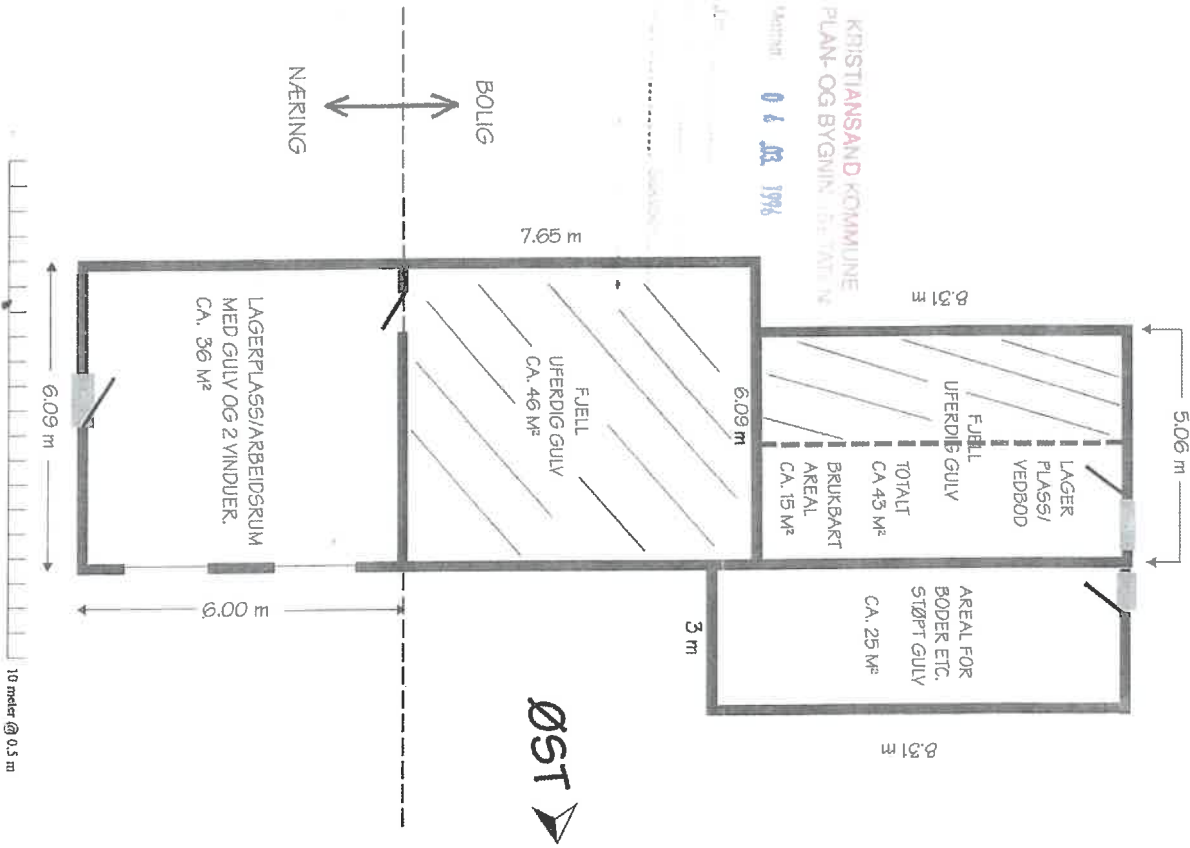 KRISTIANSAND KOMMUNE
PLAN- OG BYGNIN
1996
BOLIG
NÆRING
7.65 m
8.31 m
5.06 m
FJELL
UFERDIG GULV
LAGER
PLASS/
VEDBOD
TOTALT
CA 43 M²
BRUKBART
AREAL
CA. 15 M²
6.09 m
FJELL
UFERDIG GULV
CA. 46 M²
LAGERPLASS/ARBEIDSRUM
MED GULV OG 2 VINDUER.
CA. 36 M²
6.09 m
6.00 m
3 m
AREAL FOR
BODER ETC.
STØPT GULV
CA. 25 M²
8.31 m
ØST
10 meter @ 0.5 m